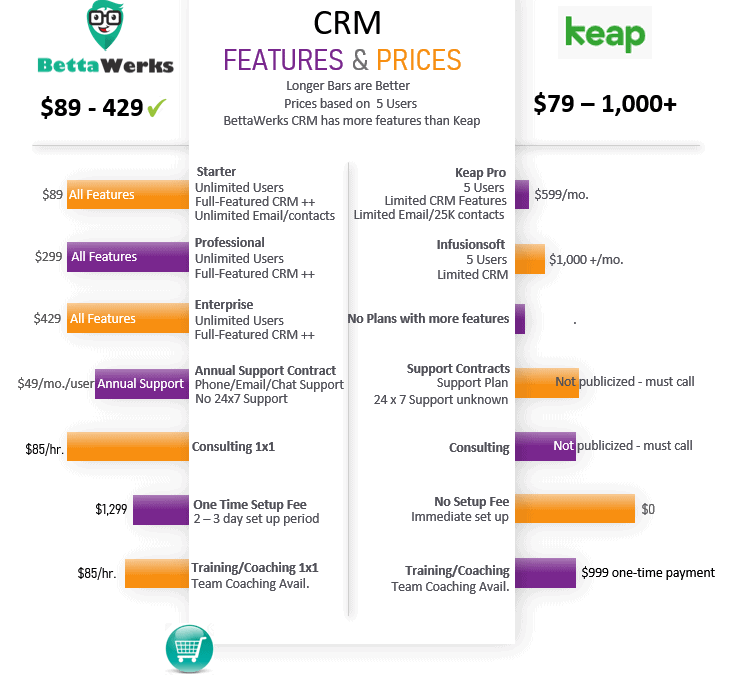 CRM
FEATURES & PRICES
Longer Bars are Better
Prices based on 5 Users
BettaWerks CRM has more features than Keap
BettaWerks
$89 - 429
keap
$79 – 1,000+
$89
All Features
Starter
Unlimited Users
Full-Featured CRM ++
Unlimited Email/contacts
Keap Pro
5 Users
Limited CRM Features
Limited Email/25K contacts
$599/mo.
$299
All Features
Professional
Unlimited Users
Full-Featured CRM ++
Infusionsoft
5 Users
Limited CRM
$1,000 +/mo.
$429
All Features
Enterprise
Unlimited Users
Full-Featured CRM ++
No Plans with more features
.
$49/mo./user
Annual Support
Annual Support Contract
Phone/Email/Chat Support
No 24x7 Support
Support Contracts
Support Plan
24 x 7 Support unknown
Not publicized - must call
$85/hr.
Consulting 1x1
Consulting
Not publicized - must call
$1,299
One Time Setup Fee
2 – 3 day set up period
No Setup Fee
Immediate set up
$0
$85/hr.
Training/Coaching 1x1
Team Coaching Avail.
Training/Coaching
Team Coaching Avail.
$999 one-time payment